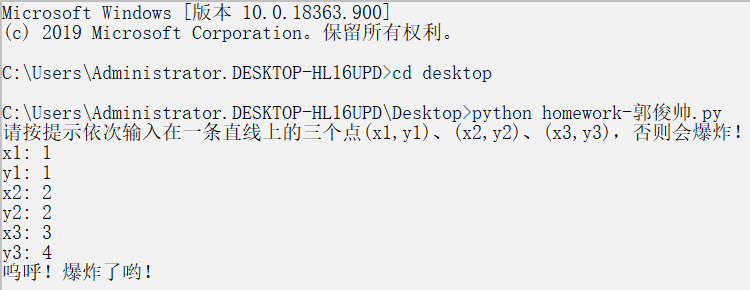 Microsoft Windows [版本 10.0.18363.900]
(c) 2019 Microsoft Corporation。保留所有权利。
C:\Users\Administrator.DESKTOP-HL16UPD>cd desktop
C:\Users\Administrator.DESKTOP-HL16UPD\Desktop>python homework-郭俊帅.py
请按提示依次输入在一条直线上的三个点(x1,y1)、(x2,y2)、(x3,y3)，否则会爆炸！
x1: 1
y1: 1
x2: 2
y2: 2
x3: 3
y3: 4
呜呼！爆炸了哟！